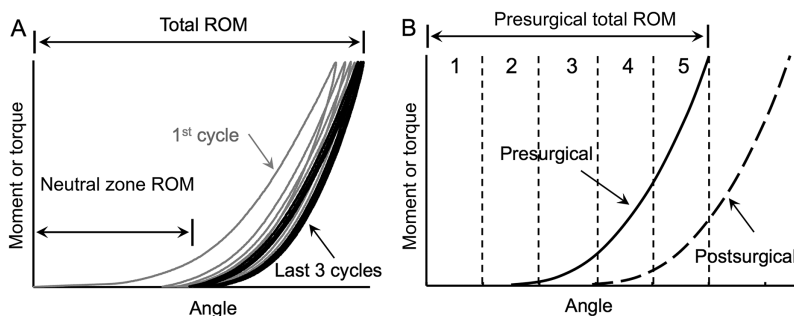 A
Total ROM
Moment or torque
1st cycle
Neutral zone ROM
Last 3 cycles
Angle
B
Presurgical total ROM
Moment or torque
1 2 3 4 5
Presurgical
Postsurgical
Angle